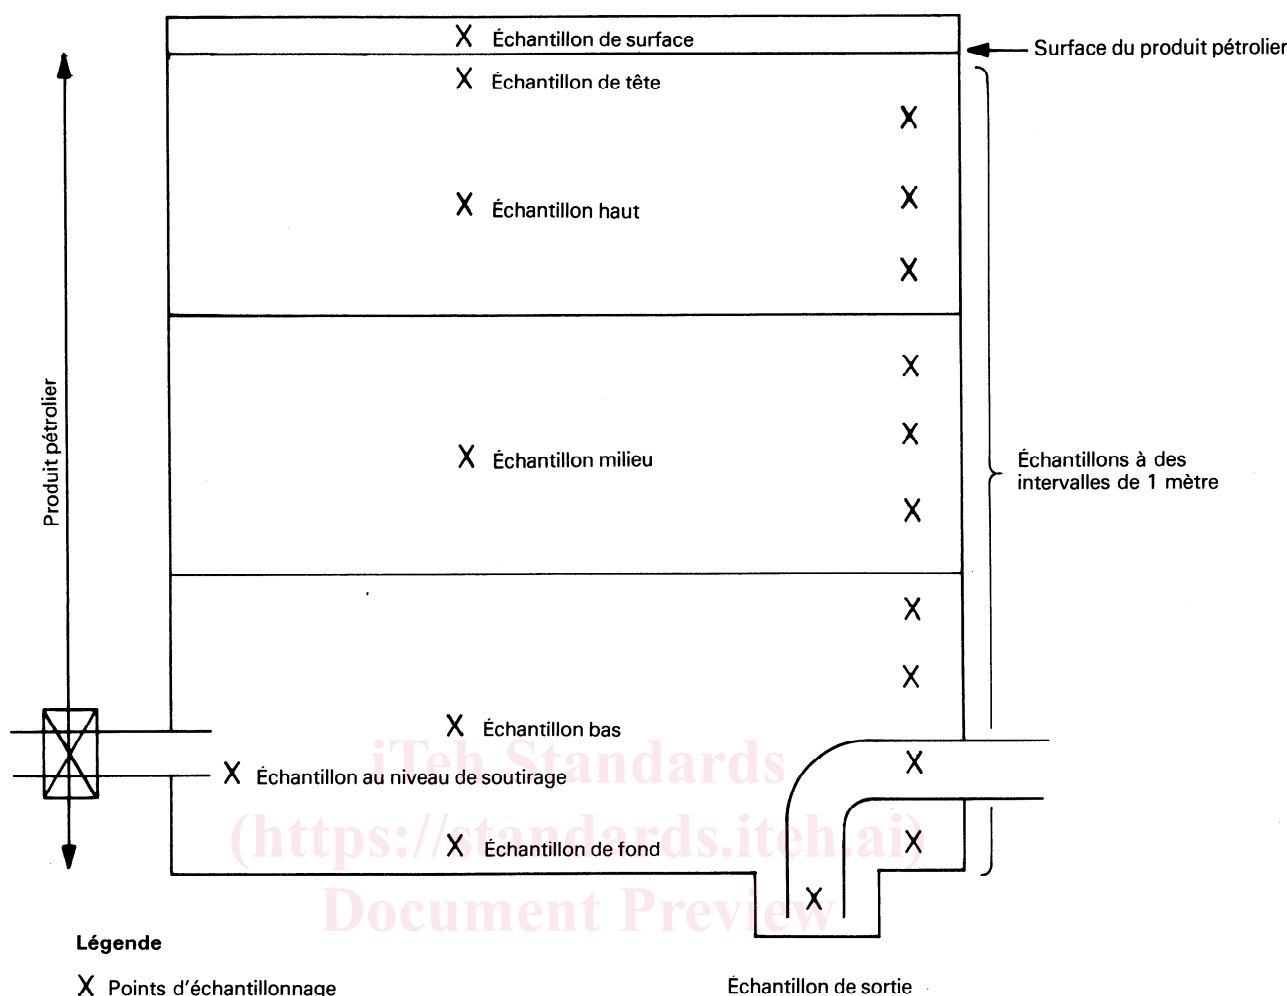 X Échantillon de surface
Surface du produit pétrolier
X Échantillon de tête
X
X Échantillon haut
X
X
X
Produit pétrolier
X
X Échantillon milieu
Échantillons à des
intervalles de 1 mètre
X
X
X
X Échantillon bas
X
X Échantillon au niveau de soutirage
X Échantillon de fond
X
X
iTeh Standards
(https://standards.iteh.ai)
Document Preview
Légende
X Points d'échantillonnage
Échantillon de sortie